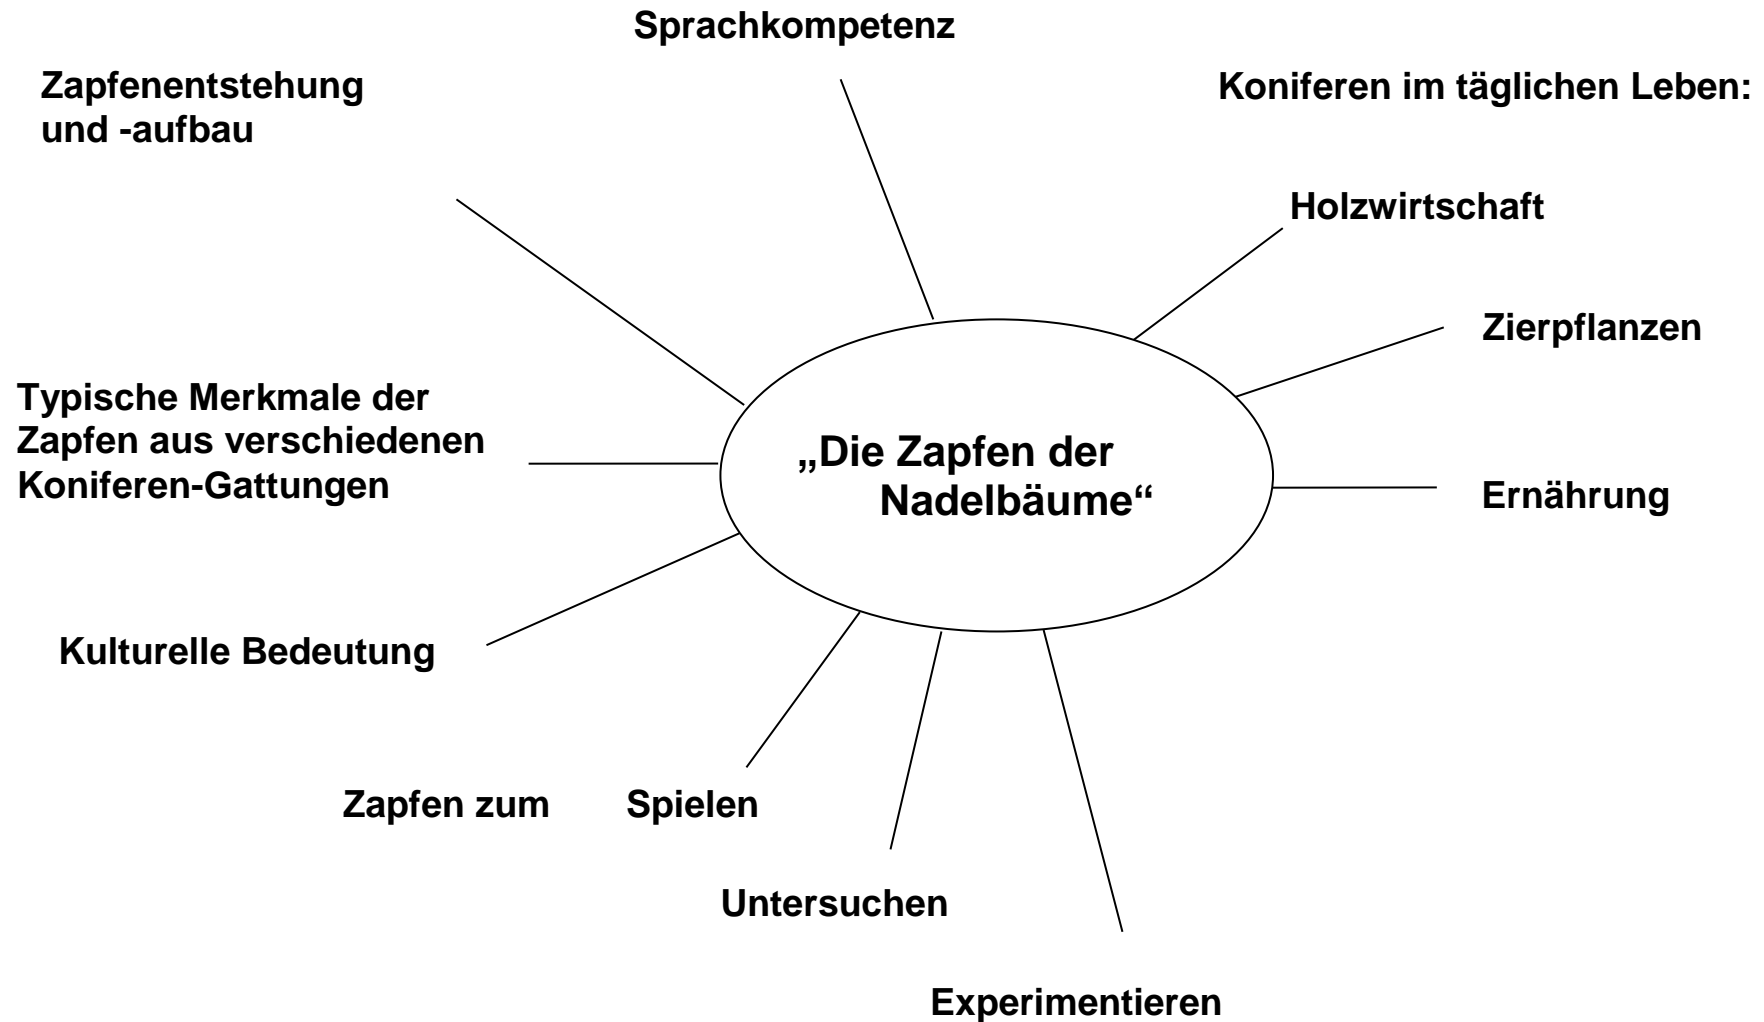 Sprachkompetenz
Zapfenentstehung
und -aufbau
Koniferen im täglichen Leben:
Holzwirtschaft
Zierpflanzen
Typische Merkmale der
Zapfen aus verschiedenen
Koniferen-Gattungen
„Die Zapfen der
Nadelbäume“
Ernährung
Kulturelle Bedeutung
Zapfen zum Spielen
Untersuchen
Experimentieren